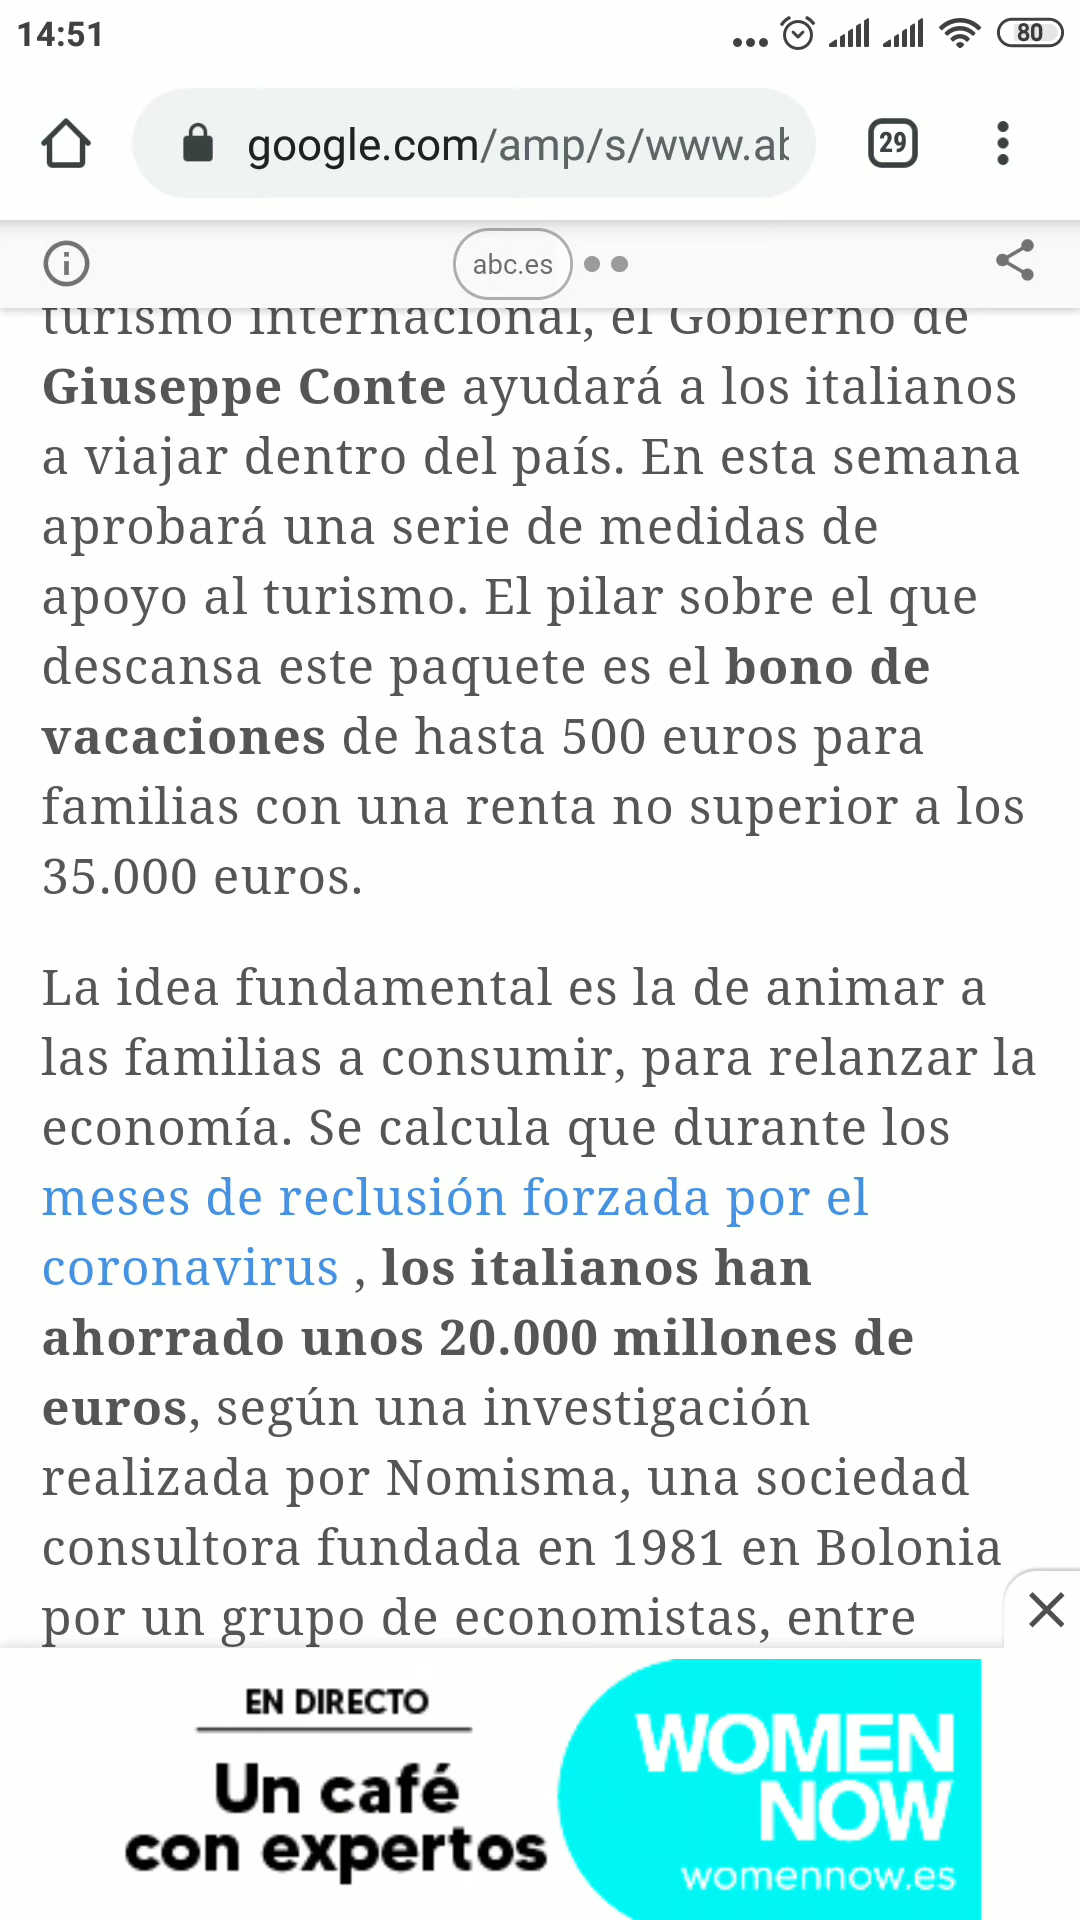 14:51
80
google.com/amp/s/www.ab
29
abc.es
turismo internacional, el Gobierno de
Giuseppe Conte ayudará a los italianos
a viajar dentro del país. En esta semana
aprobará una serie de medidas de
apoyo al turismo. El pilar sobre el que
descansa este paquete es el bono de
vacaciones de hasta 500 euros para
familias con una renta no superior a los
35.000 euros.
La idea fundamental es la de animar a
las familias a consumir, para relanzar la
economía. Se calcula que durante los
meses de reclusión forzada por el
coronavirus , los italianos han
ahorrado unos 20.000 millones de
euros, según una investigación
realizada por Nomisma, una sociedad
consultora fundada en 1981 en Bolonia
por un grupo de economistas, entre
EN DIRECTO
Un café
con expertos
WOMEN
NOW
womennow.es